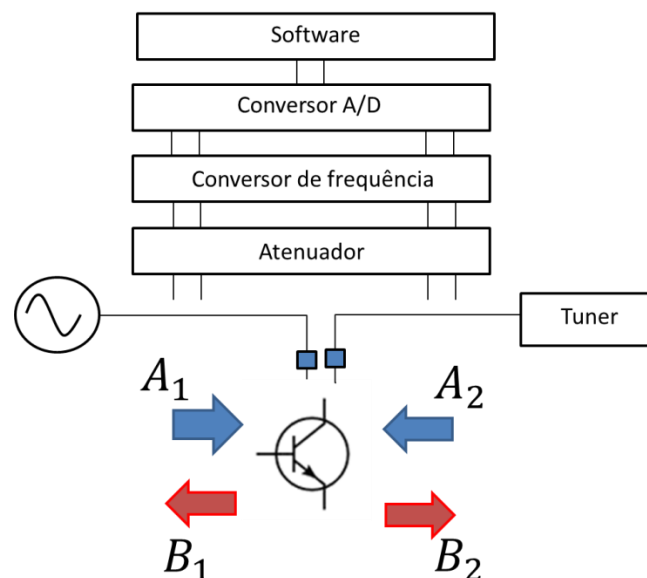 Software
Conversor A/D
Conversor de frequência
Atenuador
Tuner
A₁
A₂
B₁
B₂